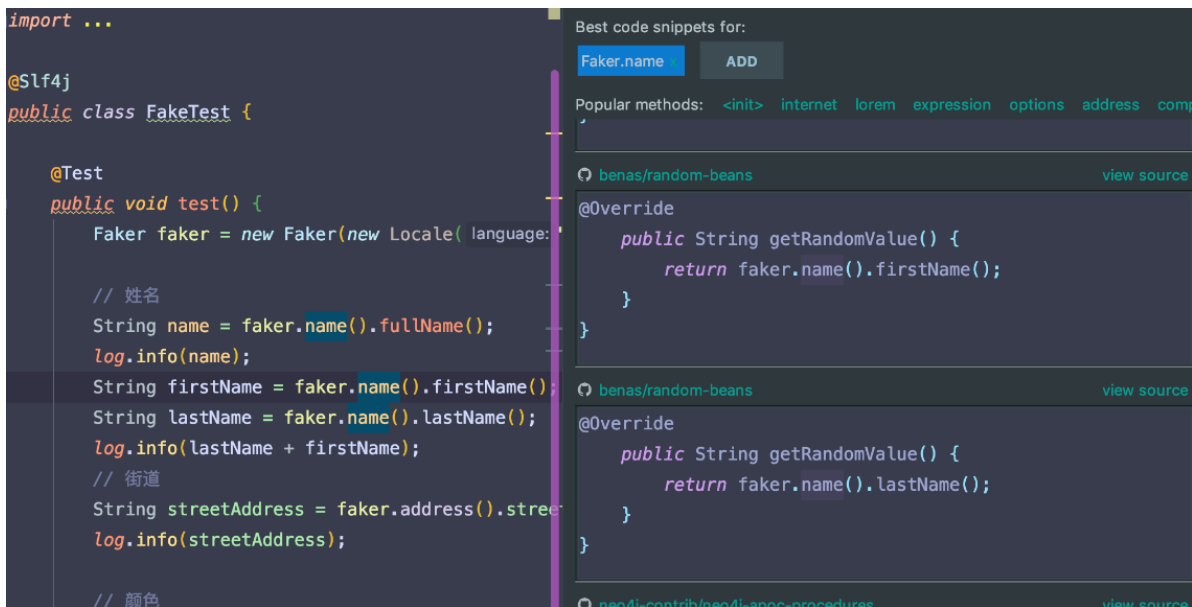 import ...
@Slf4j
public class FakeTest {
@Test
public void test() {
Faker faker = new Faker(new Locale( language: "
// 姓名
String name = faker.name().fullName();
log.info(name);
String firstName = faker.name().firstName();
String lastName = faker.name().lastName();
log.info(lastName + firstName);
// 街道
String streetAddress = faker.address().stree
log.info(streetAddress);
// 颜色
Best code snippets for:
Faker.name x
ADD
Popular methods: <init> internet lorem expression options address comp
}
benas/random-beans view source
@Override
public String getRandomValue() {
return faker.name().firstName();
}
}
benas/random-beans view source
@Override
public String getRandomValue() {
return faker.name().lastName();
}
}
neo4j-contrib/neo4j-apoc-procedures view source